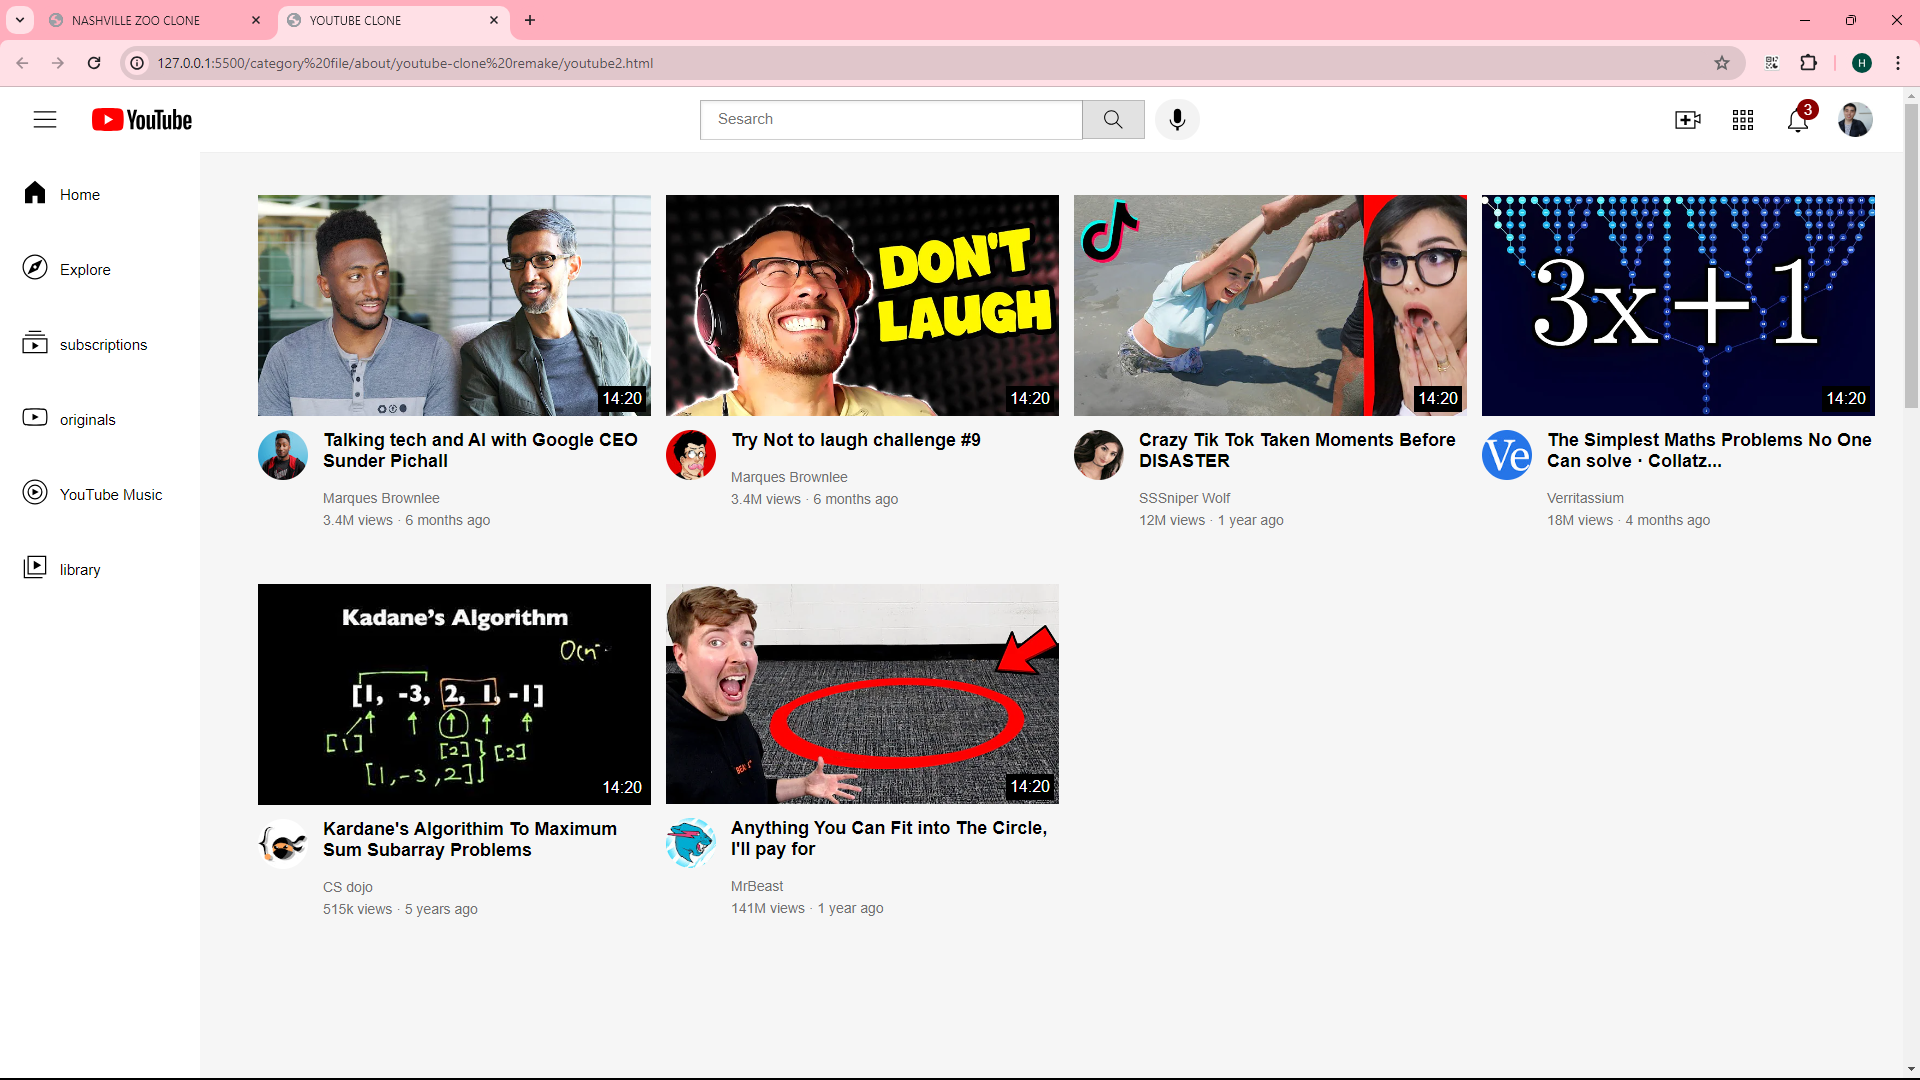 NASHVILLE ZOO CLONE
YOUTUBE CLONE
127.0.0.1:5500/category%20file/about/youtube-clone%20remake/youtube2.html
H
YouTube
Sesarch
3
Home
Explore
subscriptions
originals
YouTube Music
library
14:20
Talking tech and AI with Google CEO
Sunder Pichall
Marques Brownlee
3.4M views · 6 months ago
DON'T
LAUGH
14:20
Try Not to laugh challenge #9
Marques Brownlee
3.4M views · 6 months ago
14:20
Crazy Tik Tok Taken Moments Before
DISASTER
SSSniper Wolf
12M views · 1 year ago
3x+1
14:20
Ve
The Simplest Maths Problems No One
Can solve · Collatz...
Verritassium
18M views · 4 months ago
Kadane's Algorithm
[1, -3, 2, 1, -1]
[1]
[2]
[2]
[1,-3,2]
14:20
Kardane's Algorithim To Maximum
Sum Subarray Problems
CS dojo
515k views · 5 years ago
14:20
Anything You Can Fit into The Circle,
I'll pay for
MrBeast
141M views · 1 year ago